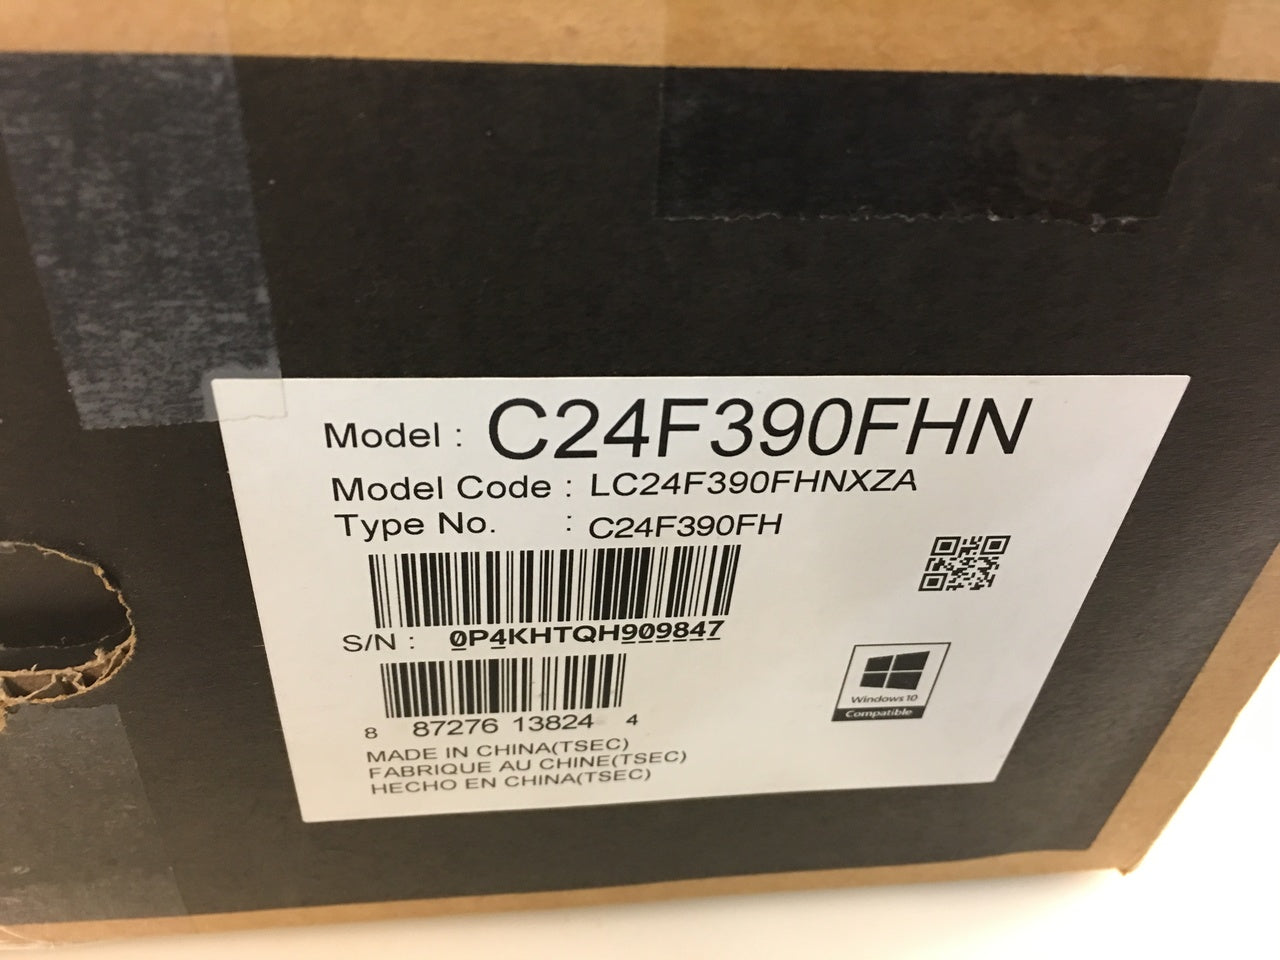 Model : C24F390FHN
Model Code : LC24F390FHNXZA
Type No. : C24F390FH
S/N : 0P4KHTQH909847
8 87276 13824 4
MADE IN CHINA(TSEC)
FABRIQUE AU CHINE(TSEC)
HECHO EN CHINA(TSEC)
Windows 10
Compatible